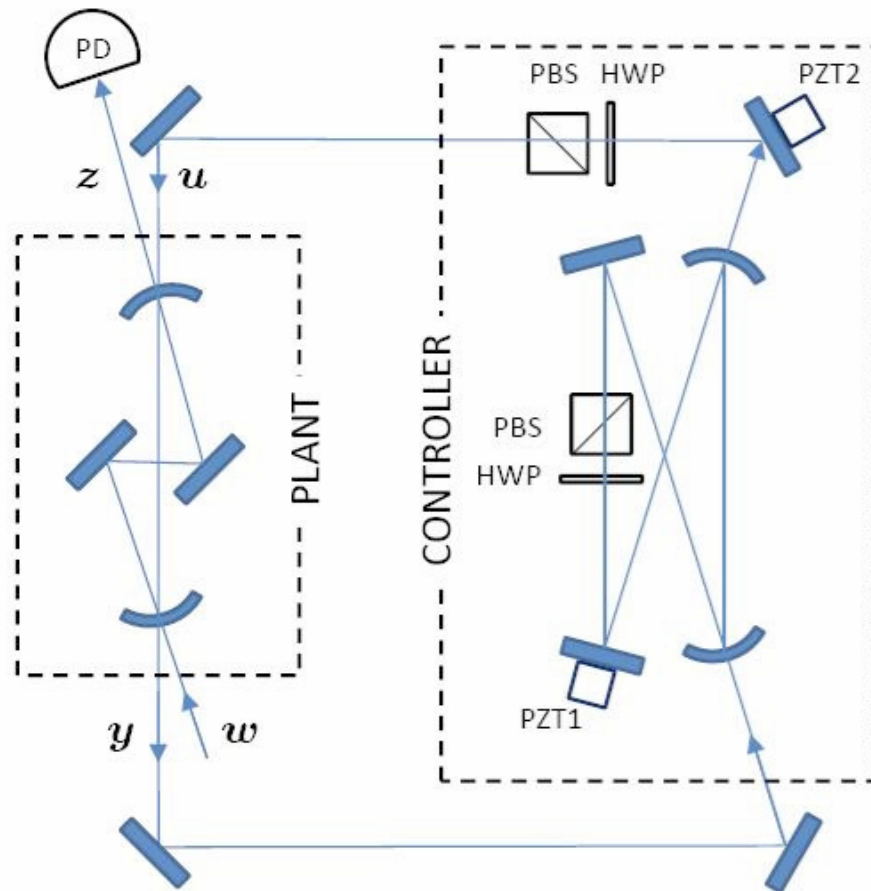 PD
PBS HWP
PZT2
z
u
PLANT
CONTROLLER
PBS
HWP
PZT1
y
w